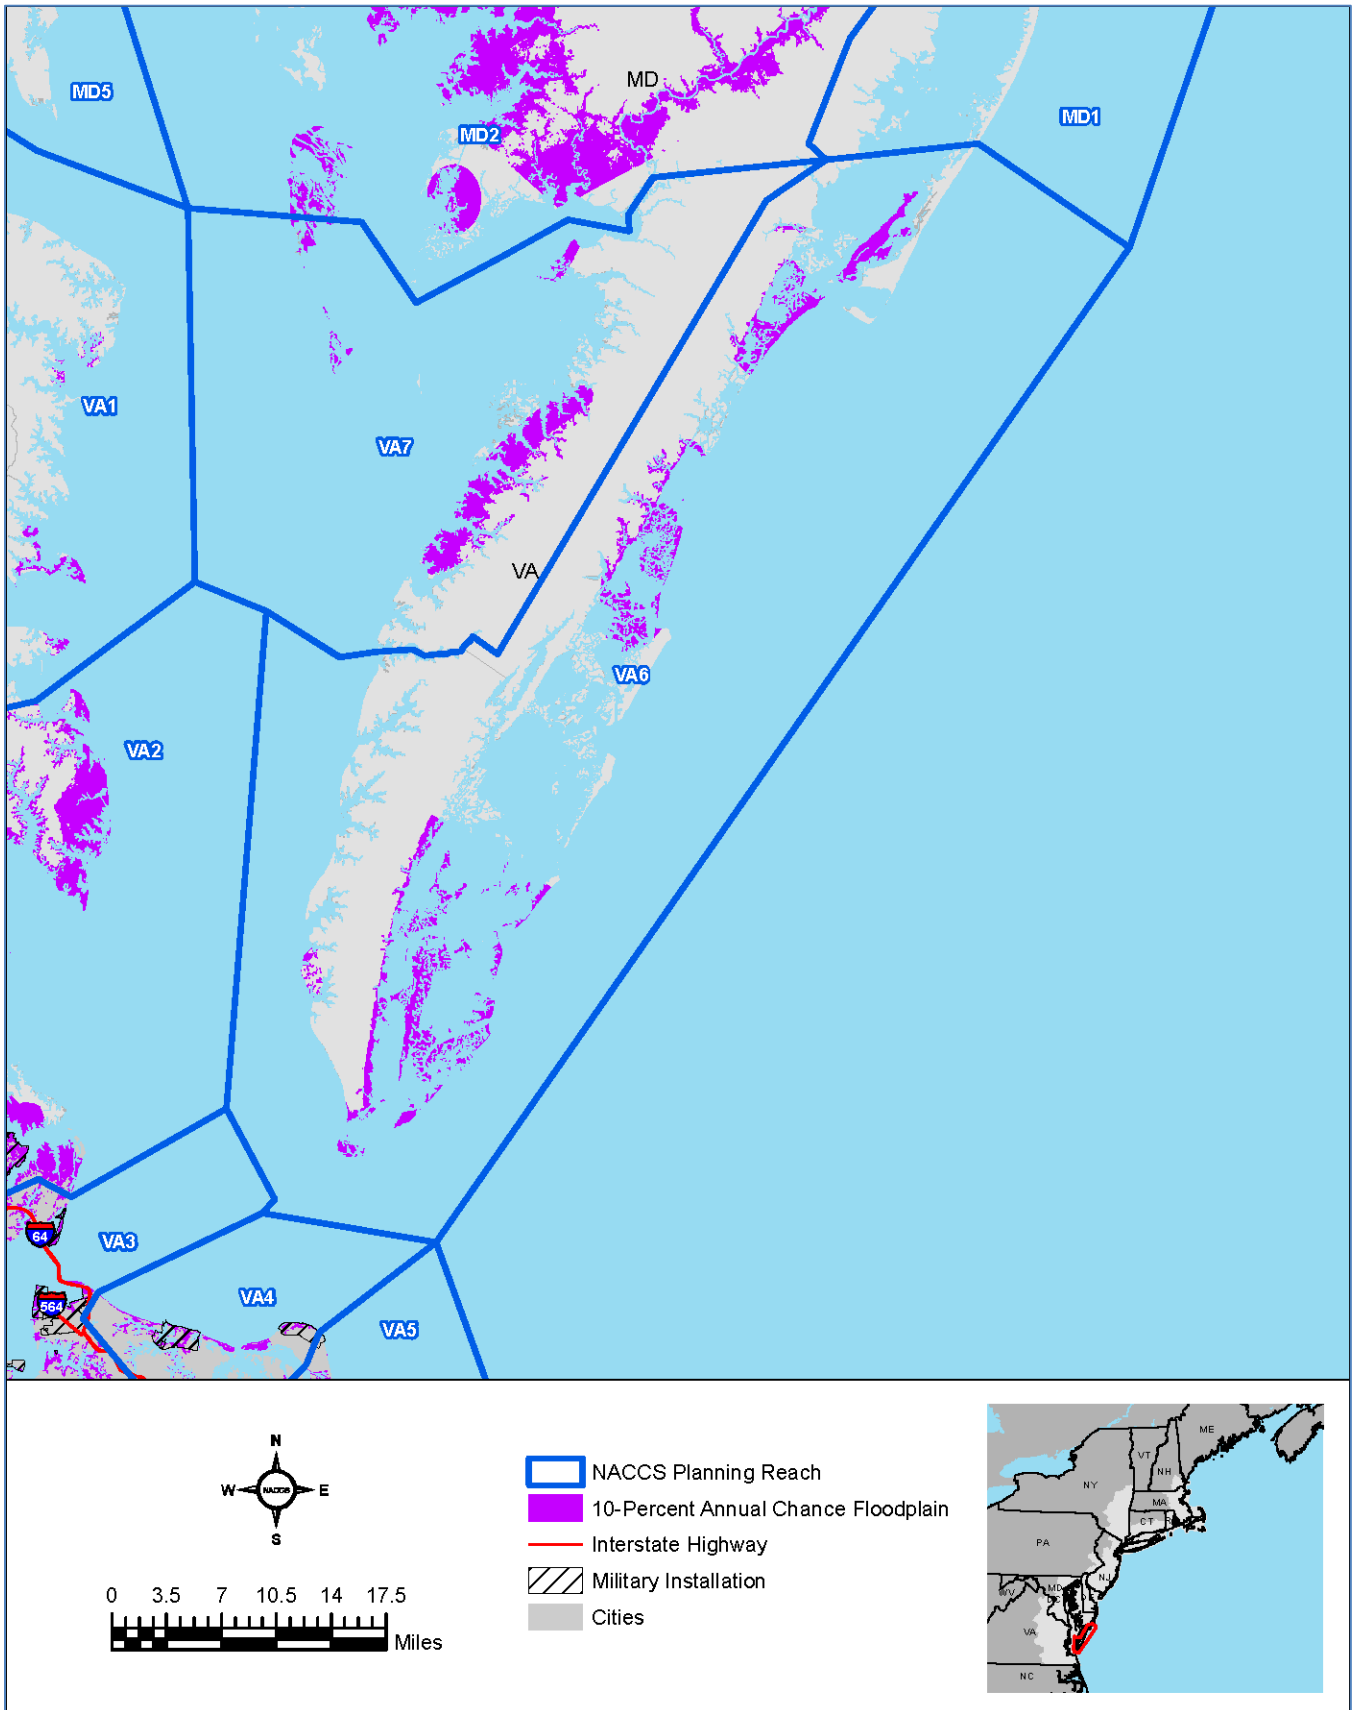 MD
MD5
MD1
MD2
VA1
VA7
VA
VA6
VA2
VA3
64
VA4
564
VA5
N
W NACCS E
S
0 3.5 7 10.5 14 17.5
Miles
NACCS Planning Reach
10-Percent Annual Chance Floodplain
Interstate Highway
Military Installation
Cities
ME
VT
NH
NY
MA
CT R
PA
NJ
MD
WV
VA
NC